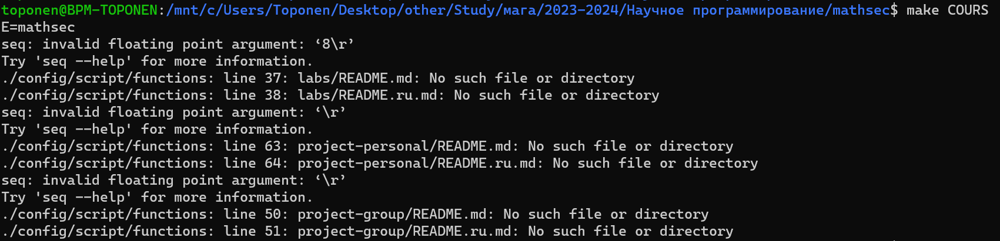 toponen@BPM-TOPONEN:/mnt/c/Users/Toponen/Desktop/other/Study/мага/2023-2024/Научное программирование/mathsec$ make COURS
E=mathsec
seq: invalid floating point argument: ‘8\r’
Try 'seq --help' for more information.
./config/script/functions: line 37: labs/README.md: No such file or directory
./config/script/functions: line 38: labs/README.ru.md: No such file or directory
seq: invalid floating point argument: ‘\r’
Try 'seq --help' for more information.
./config/script/functions: line 63: project-personal/README.md: No such file or directory
./config/script/functions: line 64: project-personal/README.ru.md: No such file or directory
seq: invalid floating point argument: ‘\r’
Try 'seq --help' for more information.
./config/script/functions: line 50: project-group/README.md: No such file or directory
./config/script/functions: line 51: project-group/README.ru.md: No such file or directory